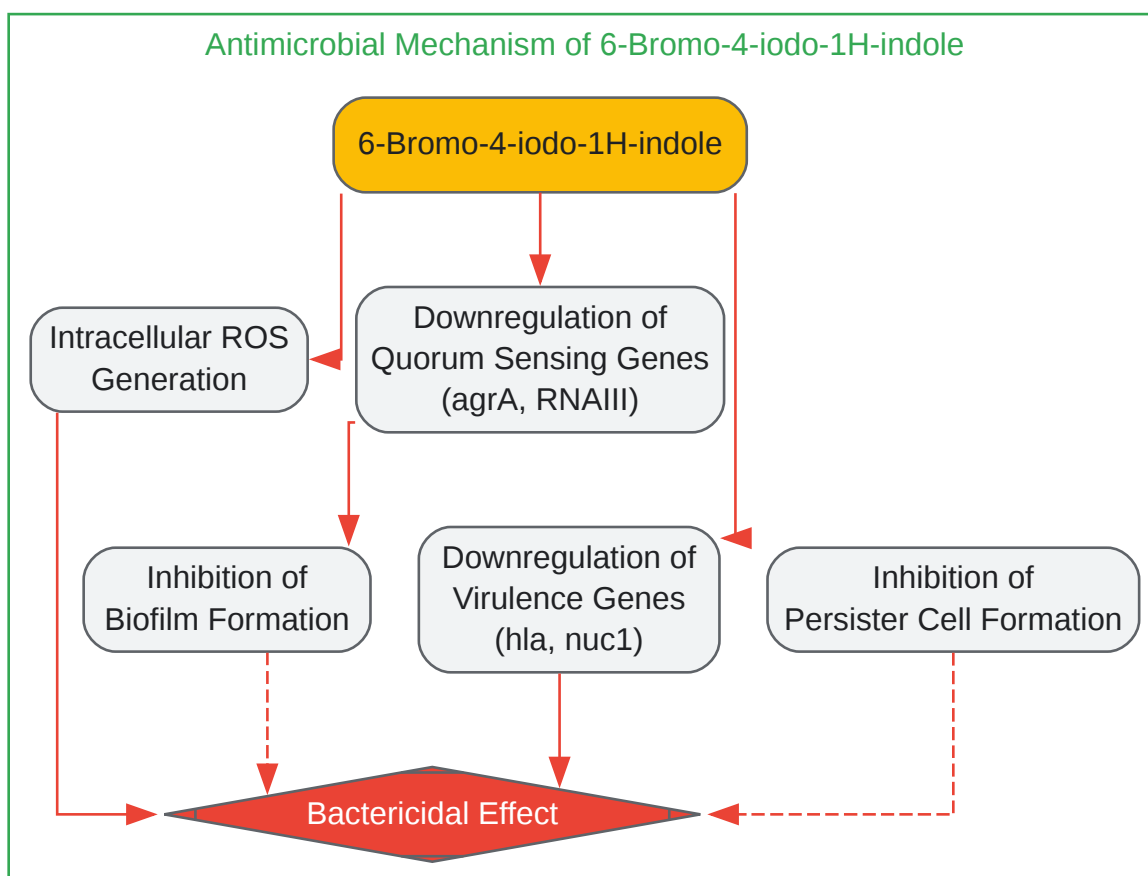 Antimicrobial Mechanism of 6-Bromo-4-iodo-1H-indole
6-Bromo-4-iodo-1H-indole
Intracellular ROS
Generation
Downregulation of
Quorum Sensing Genes
(agrA, RNAIII)
Inhibition of
Biofilm Formation
Downregulation of
Virulence Genes
(hla, nuc1)
Inhibition of
Persister Cell Formation
Bactericidal Effect